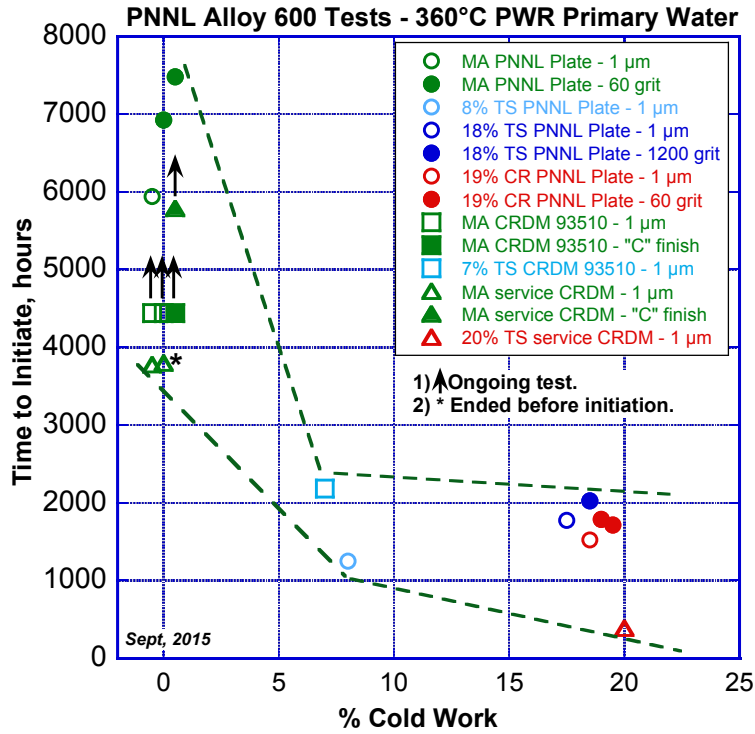 PNNL Alloy 600 Tests - 360°C PWR Primary Water
8000
7000
6000
5000
4000
3000
2000
1000
0
Time to Initiate, hours
MA PNNL Plate - 1 µm
MA PNNL Plate - 60 grit
8% TS PNNL Plate - 1 µm
18% TS PNNL Plate - 1 µm
18% TS PNNL Plate - 1200 grit
19% CR PNNL Plate - 1 µm
19% CR PNNL Plate - 60 grit
MA CRDM 93510 - 1 µm
MA CRDM 93510 - "C" finish
7% TS CRDM 93510 - 1 µm
MA service CRDM - 1 µm
MA service CRDM - "C" finish
20% TS service CRDM - 1 µm
*
1) Ongoing test.
2) * Ended before initiation.
Sept, 2015
0 5 10 15 20 25
% Cold Work